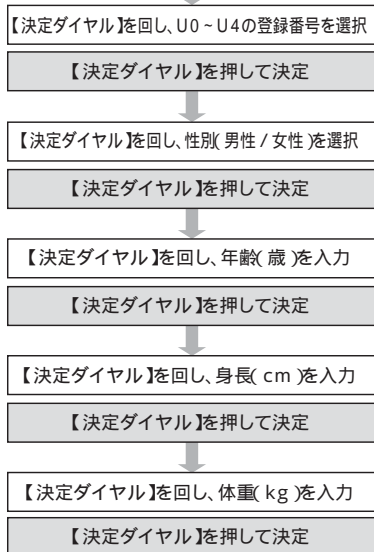 【決定ダイヤル】を回し、U0~U4の登録番号を選択
【決定ダイヤル】を押して決定
【決定ダイヤル】を回し、性別(男性/女性)を選択
【決定ダイヤル】を押して決定
【決定ダイヤル】を回し、年齢(歳)を入力
【決定ダイヤル】を押して決定
【決定ダイヤル】を回し、身長(cm)を入力
【決定ダイヤル】を押して決定
【決定ダイヤル】を回し、体重(kg)を入力
【決定ダイヤル】を押して決定